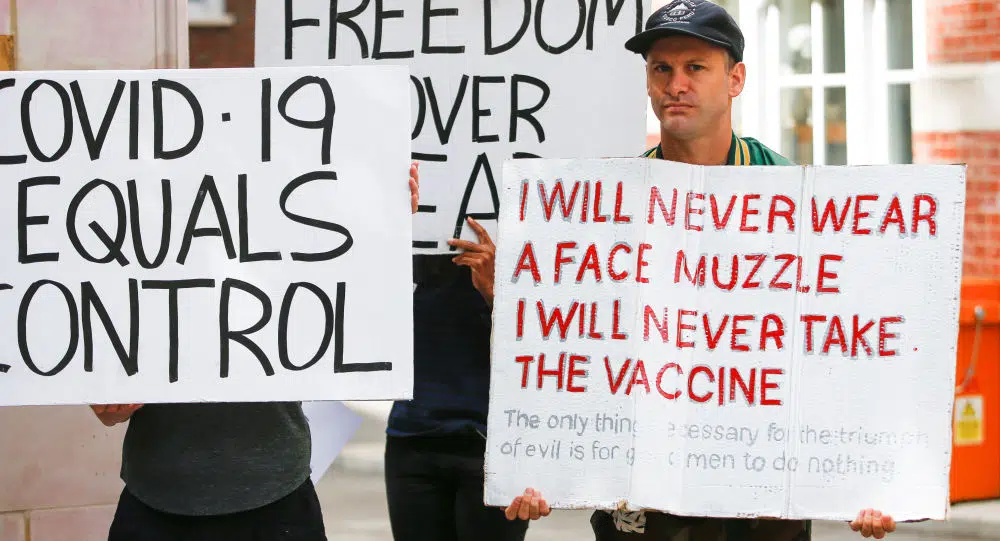 COVID-19
EQUALS
CONTROL
FREEDOM
OVER
I WILL NEVER WEAR
A FACE MUZZLE
I WILL NEVER TAKE.
THE VACCINE
The only thing necessary for the triumph
of evil is for men to do nothing